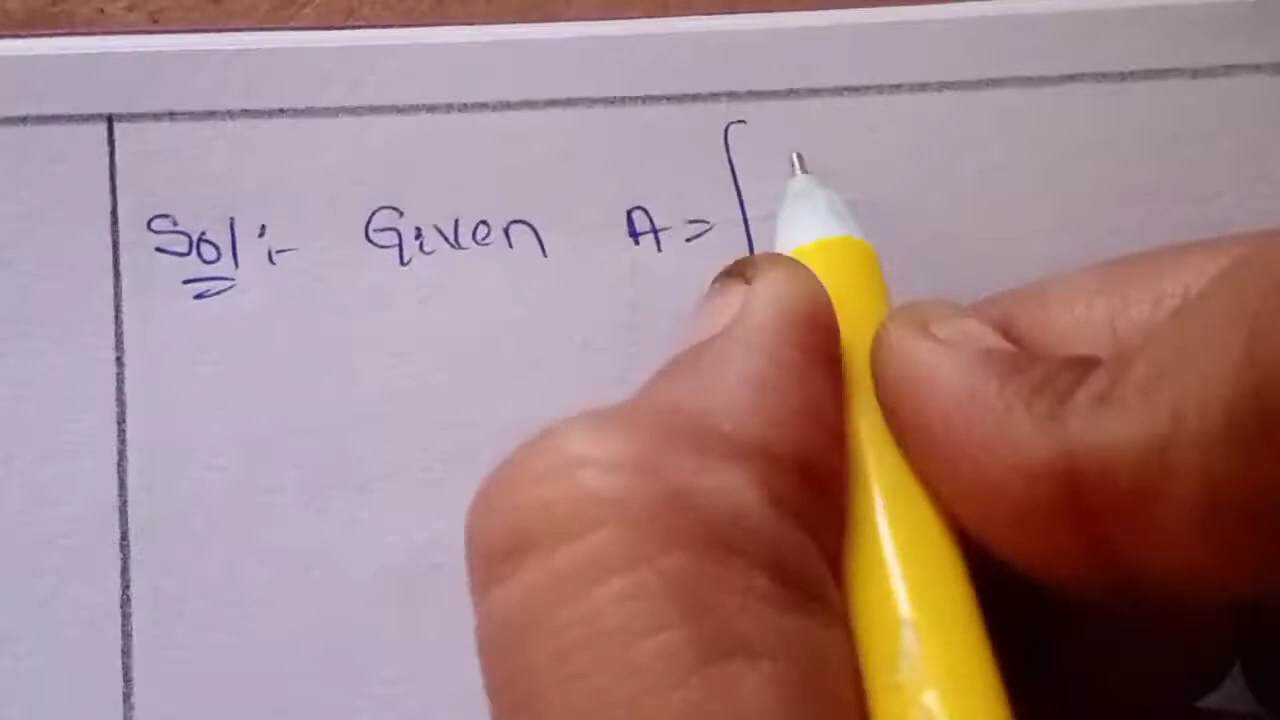 Sol :- Given A = [